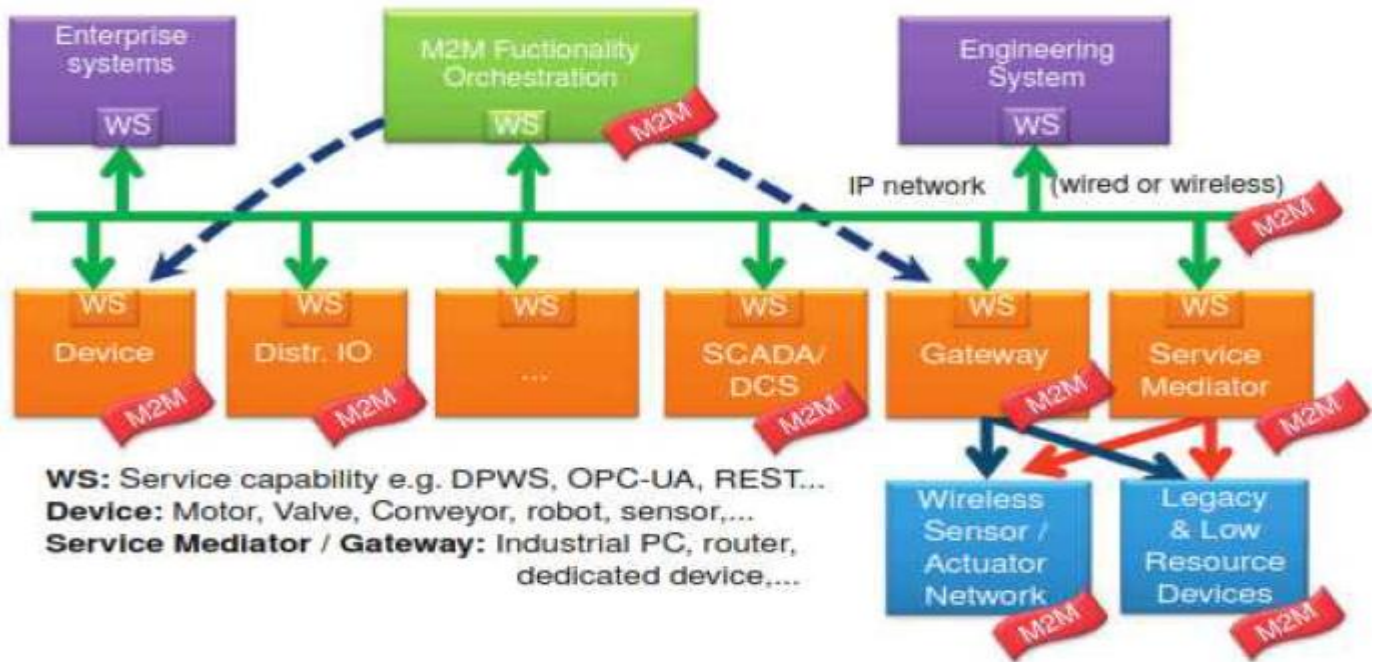 Enterprise
systems
WS
M2M Fuctionality
Orchestration
WS
M2M
Engineering
System
WS
IP network
(wired or wireless)
M2M
WS
Device
M2M
WS
Distr. IO
M2M
WS
...
WS
SCADA/
DCS
M2M
WS
Gateway
M2M
WS
Service
Mediator
M2M
WS: Service capability e.g. DPWS, OPC-UA, REST...
Device: Motor, Valve, Conveyor, robot, sensor,...
Service Mediator / Gateway: Industrial PC, router,
dedicated device,...
Wireless
Sensor /
Actuator
Network
M2M
Legacy
& Low
Resource
Devices
M2M